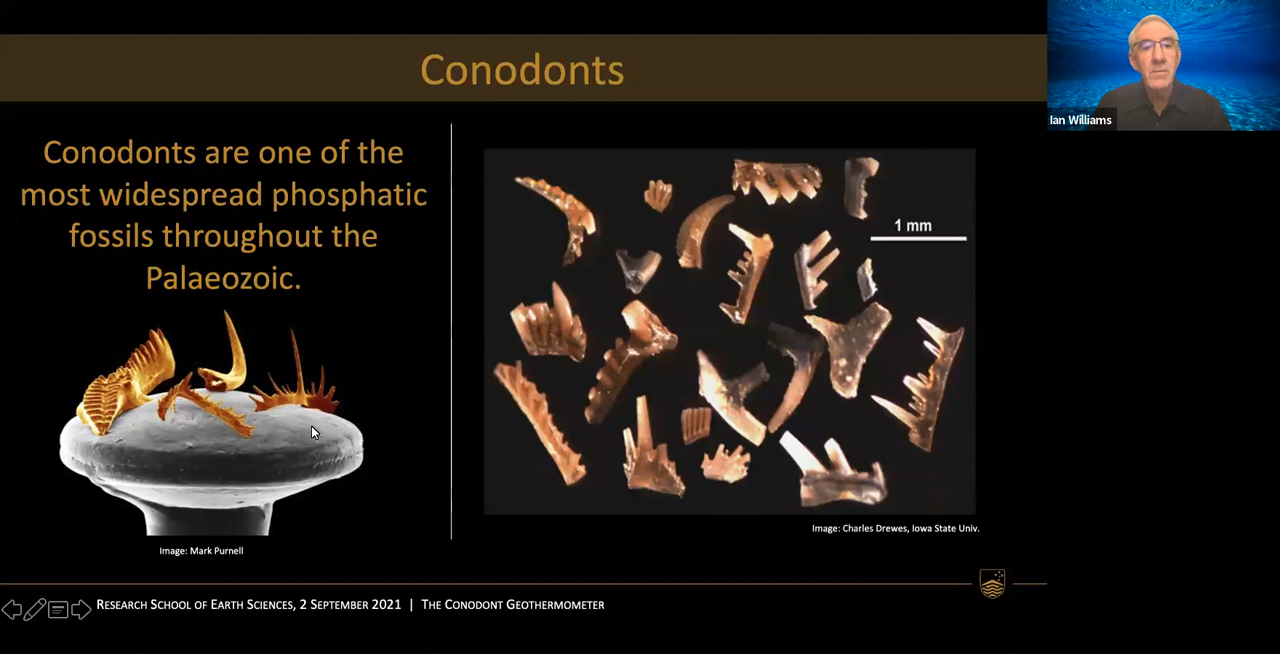 Conodonts
Ian Williams
Conodonts are one of the
most widespread phosphatic
fossils throughout the
Palaeozoic.
1 mm
Image: Charles Drewes, Iowa State Univ.
Image: Mark Purnell
RESEARCH SCHOOL OF EARTH SCIENCES, 2 SEPTEMBER 2021 | THE CONODONT GEOTHERMOMETER